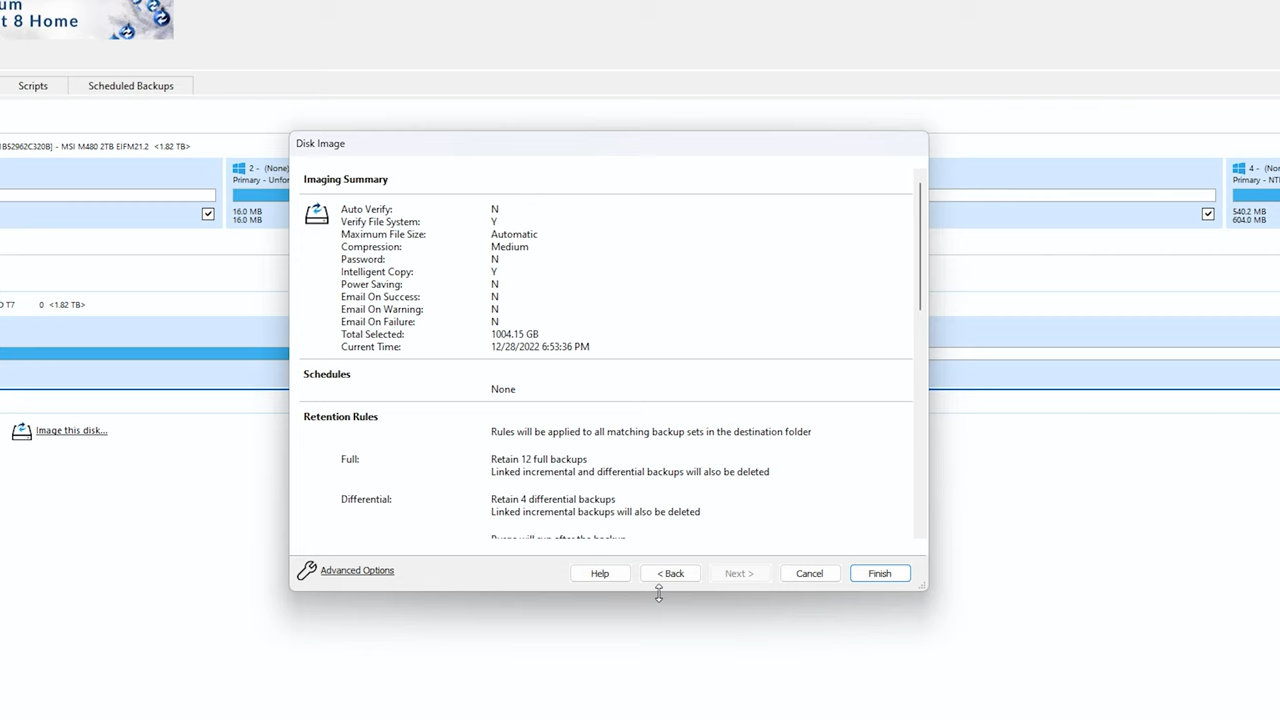 um
t 8 Home
Scripts
Scheduled Backups
1B52962C320B] - MSI M480 2TB EIFM21.2 <1.82 TB>
2 - (None)
Primary - Unfor
16.0 MB
16.0 MB
4 - (Non
Primary - NT
540.2 MB
604.0 MB
D T7 0 <1.82 TB>
Image this disk...
Disk Image
Imaging Summary
Auto Verify: N
Verify File System: Y
Maximum File Size: Automatic
Compression: Medium
Password: N
Intelligent Copy: Y
Power Saving: N
Email On Success: N
Email On Warning: N
Email On Failure: N
Total Selected: 1004.15 GB
Current Time: 12/28/2022 6:53:36 PM
Schedules
None
Retention Rules
Rules will be applied to all matching backup sets in the destination folder
Full: Retain 12 full backups
Linked incremental and differential backups will also be deleted
Differential: Retain 4 differential backups
Linked incremental backups will also be deleted
Advanced Options
Help
< Back
Next >
Cancel
Finish